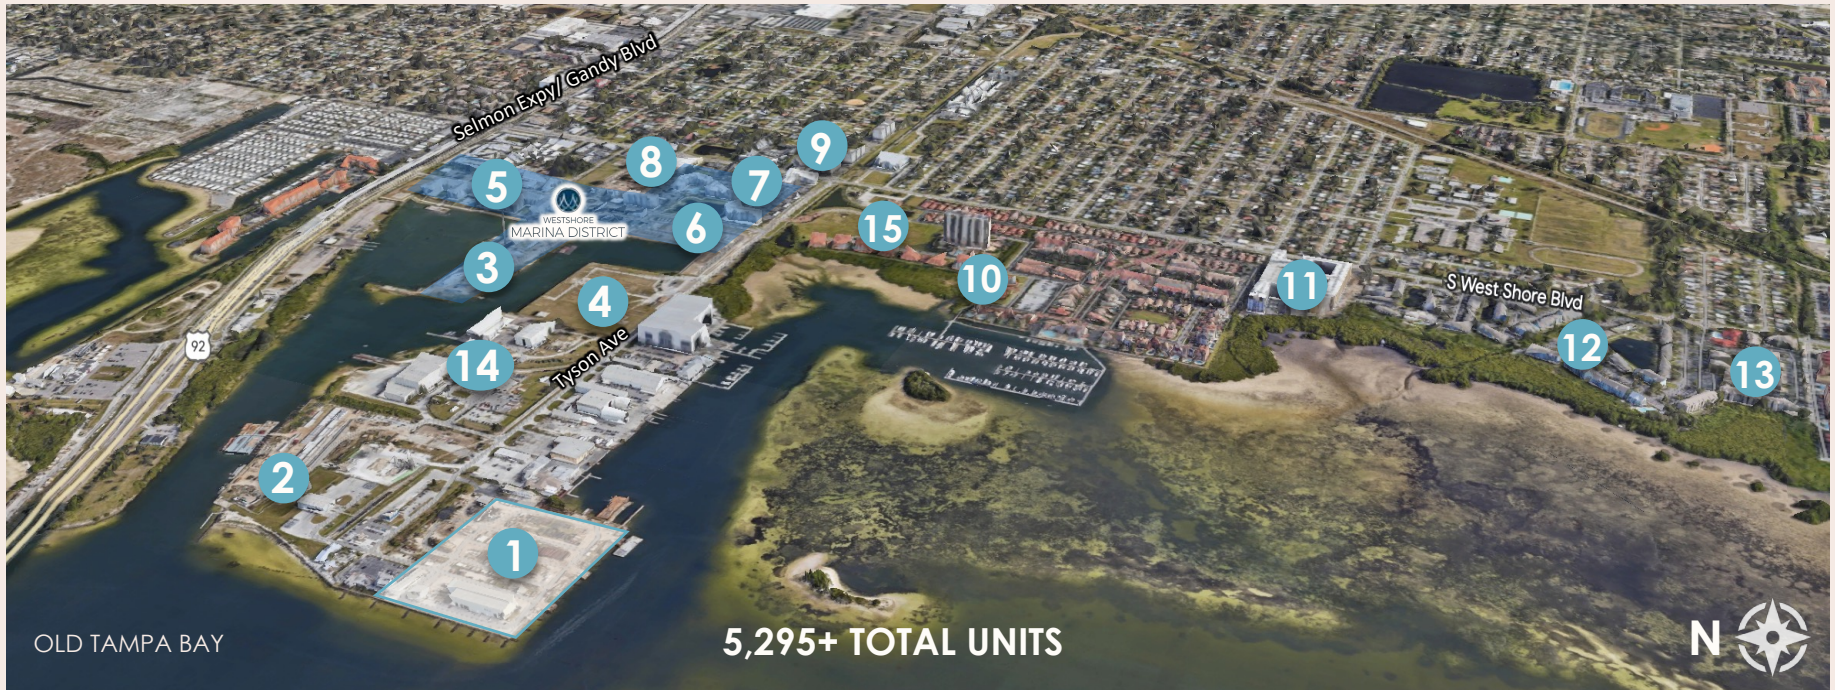 Selmon Expy/ Gandy Blvd
9
8
7
5
WESTSHORE
MARINA DISTRICT
6
15
3
10
4
11
S West Shore Blvd
92
Tyson Ave
12
14
13
2
1
OLD TAMPA BAY
5,295+ TOTAL UNITS
N